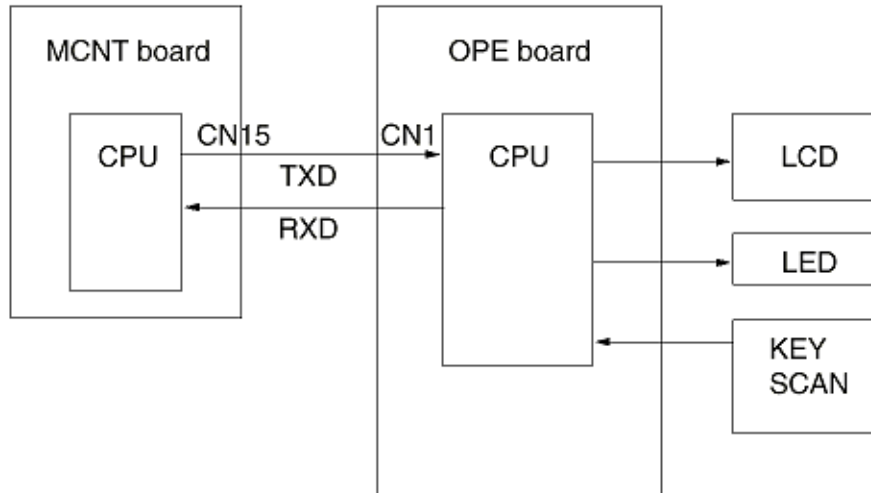 MCNT board
OPE board
CPU
CN15
CN1
CPU
LCD
TXD
RXD
LED
KEY
SCAN